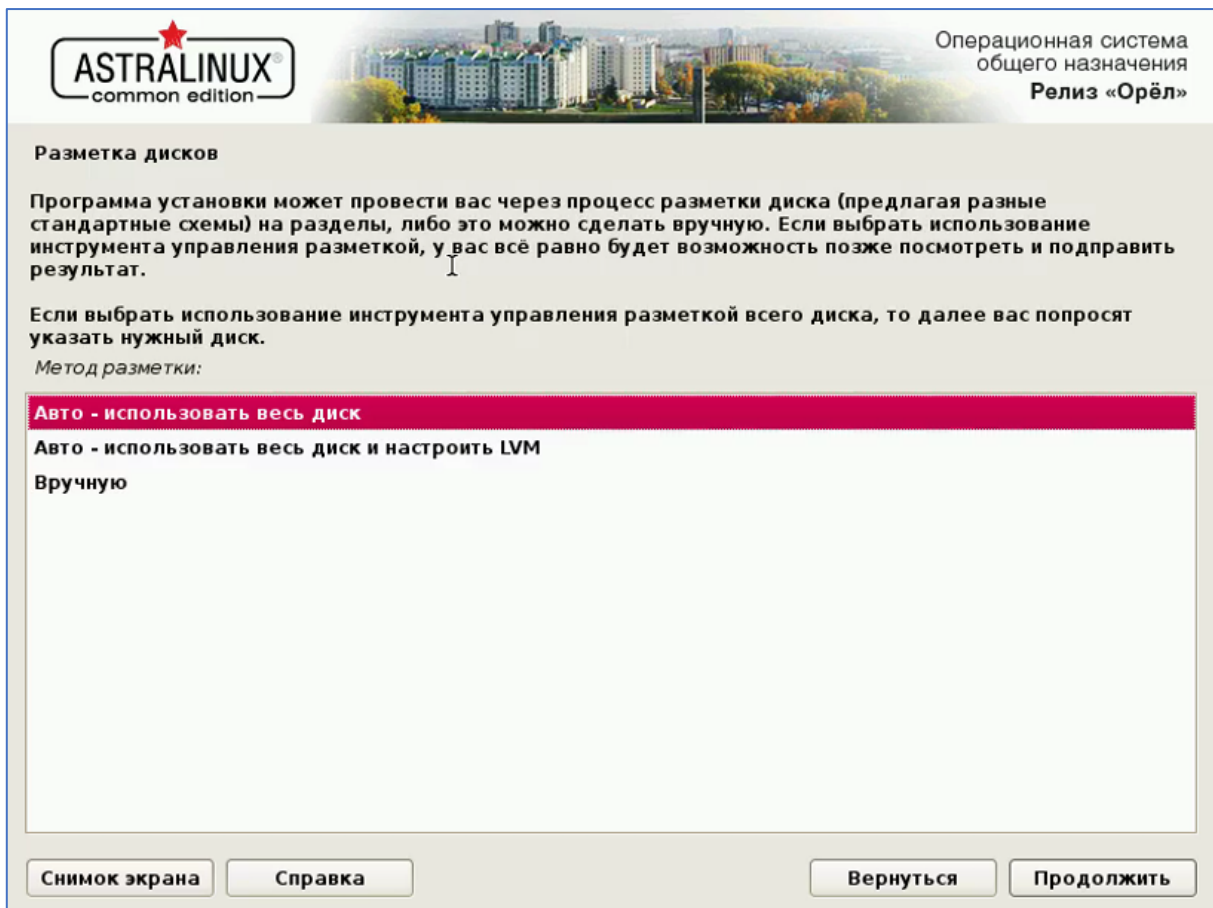 ASTRALINUX®
common edition
Операционная система
общего назначения
Релиз «Орёл»
Разметка дисков
Программа установки может провести вас через процесс разметки диска (предлагая разные
стандартные схемы) на разделы, либо это можно сделать вручную. Если выбрать использование
инструмента управления разметкой, у вас всё равно будет возможность позже посмотреть и подправить
результат.
Если выбрать использование инструмента управления разметкой всего диска, то далее вас попросят
указать нужный диск.
Метод разметки:
Авто - использовать весь диск
Авто - использовать весь диск и настроить LVM
Вручную
Снимок экрана
Справка
Вернуться
Продолжить